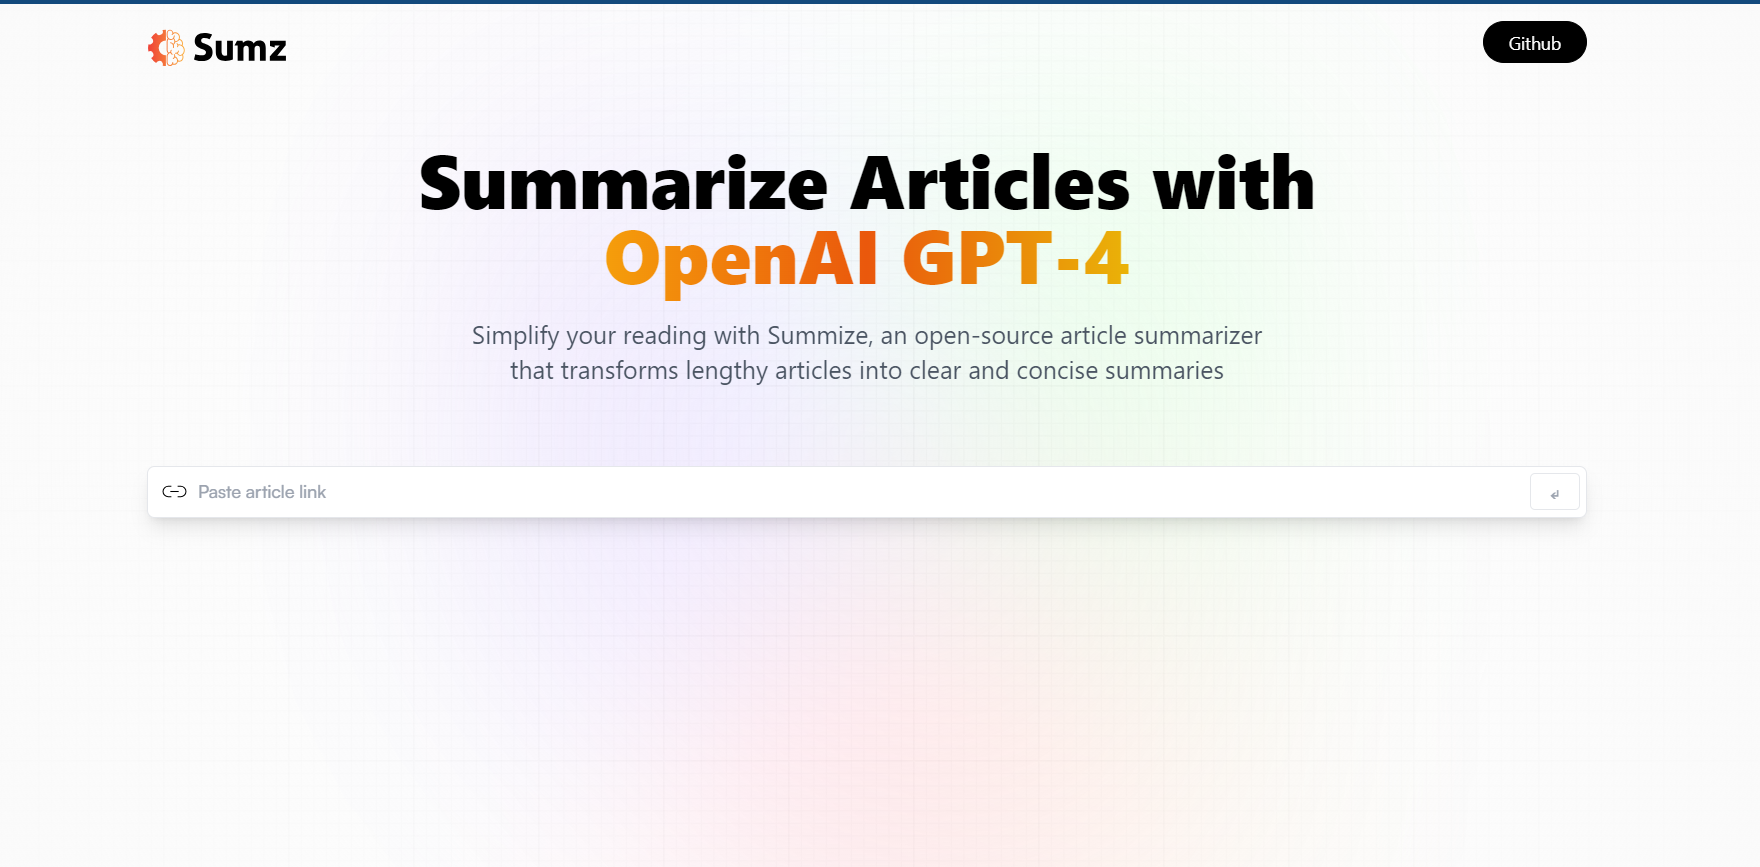 Sumz
Github
Summarize Articles with
OpenAI GPT-4
Simplify your reading with Summize, an open-source article summarizer
that transforms lengthy articles into clear and concise summaries
Paste article link
↲